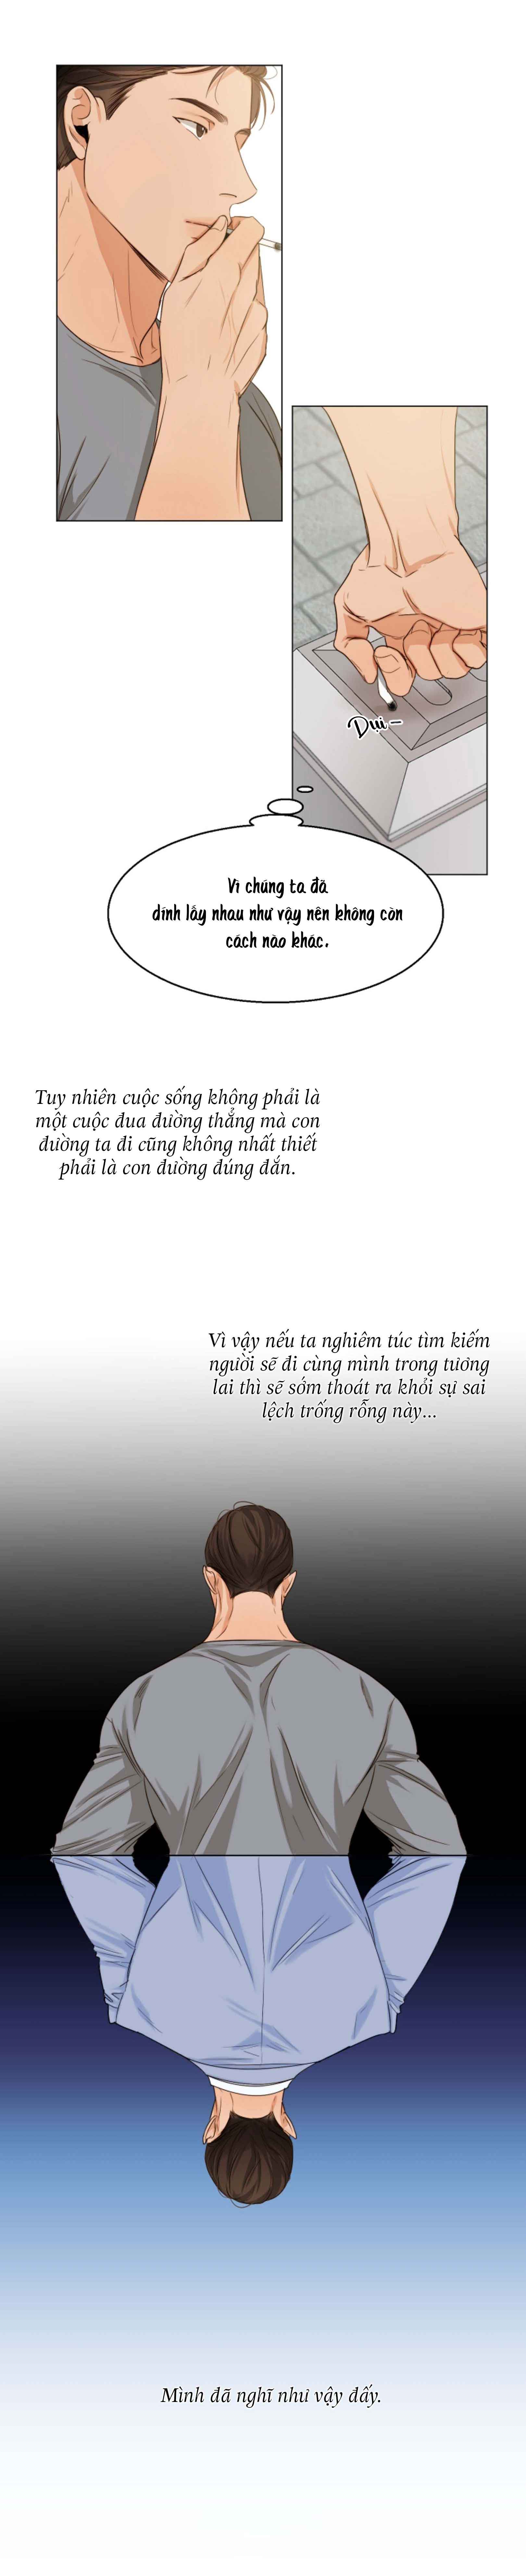 Dụi –
Vì chúng ta đã
dính lấy nhau như vậy nên không còn
cách nào khác.
Tuy nhiên cuộc sống không phải là
một cuộc đua đường thẳng mà con
đường ta đi cũng không nhất thiết
phải là con đường đúng đắn.
Vì vậy nếu ta nghiêm túc tìm kiếm
người sẽ đi cùng mình trong tương
lai thì sẽ sớm thoát ra khỏi sự sai
lệch trống rỗng này...
Mình đã nghĩ như vậy đấy.